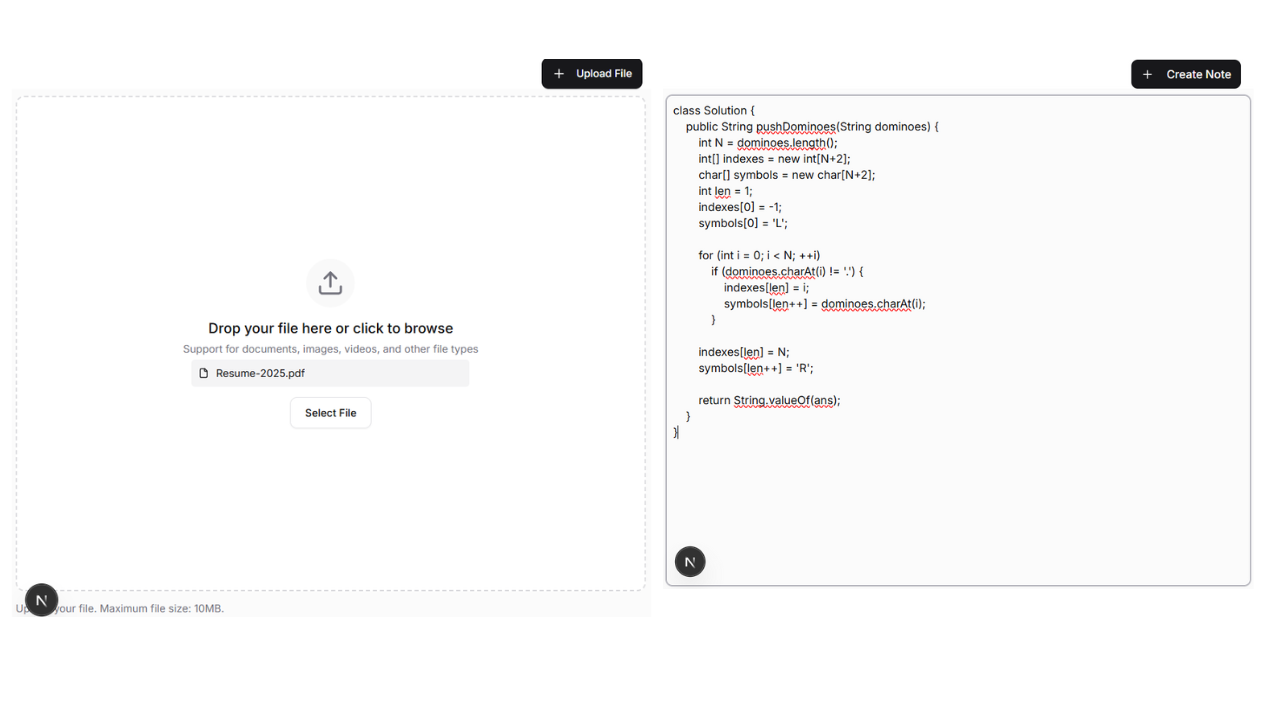 Upload File
Drop your file here or click to browse
Support for documents, images, videos, and other file types
Resume-2025.pdf
Select File
N
your file. Maximum file size: 10MB.
Create Note
class Solution {
    public String pushDominoes(String dominoes) {
        int N = dominoes.length();
        int[] indexes = new int[N+2];
        char[] symbols = new char[N+2];
        int len = 1;
        indexes[0] = -1;
        symbols[0] = 'L';

        for (int i = 0; i < N; ++i)
            if (dominoes.charAt(i) != '.') {
                indexes[len] = i;
                symbols[len++] = dominoes.charAt(i);
            }

        indexes[len] = N;
        symbols[len++] = 'R';

        return String.valueOf(ans);
    }
}
N